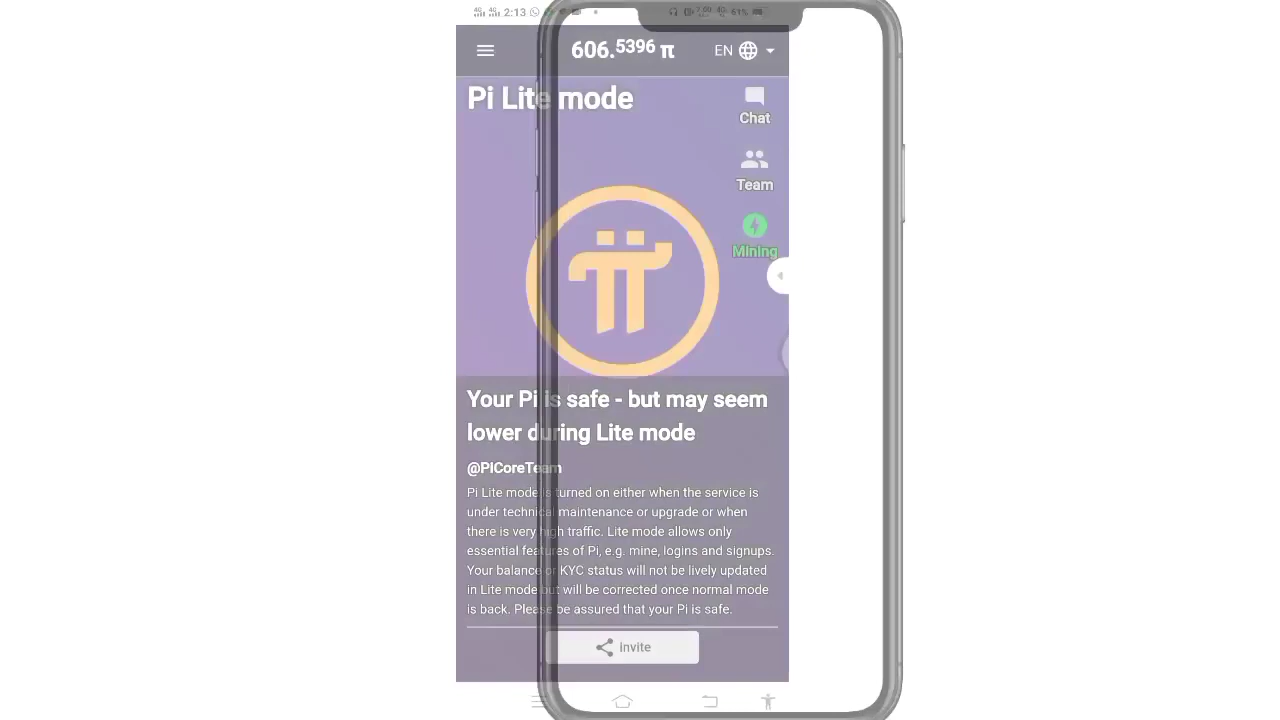 2:13
61%
606.5396 π
EN
Pi Lite mode
Chat
Team
Mining
Your Pi is safe - but may seem
lower during Lite mode
@PiCoreTeam
Pi Lite mode is turned on either when the service is
under technical maintenance or upgrade or when
there is very high traffic. Lite mode allows only
essential features of Pi, e.g. mine, logins and signups.
Your balance or KYC status will not be lively updated
in Lite mode but will be corrected once normal mode
is back. Please be assured that your Pi is safe.
Invite